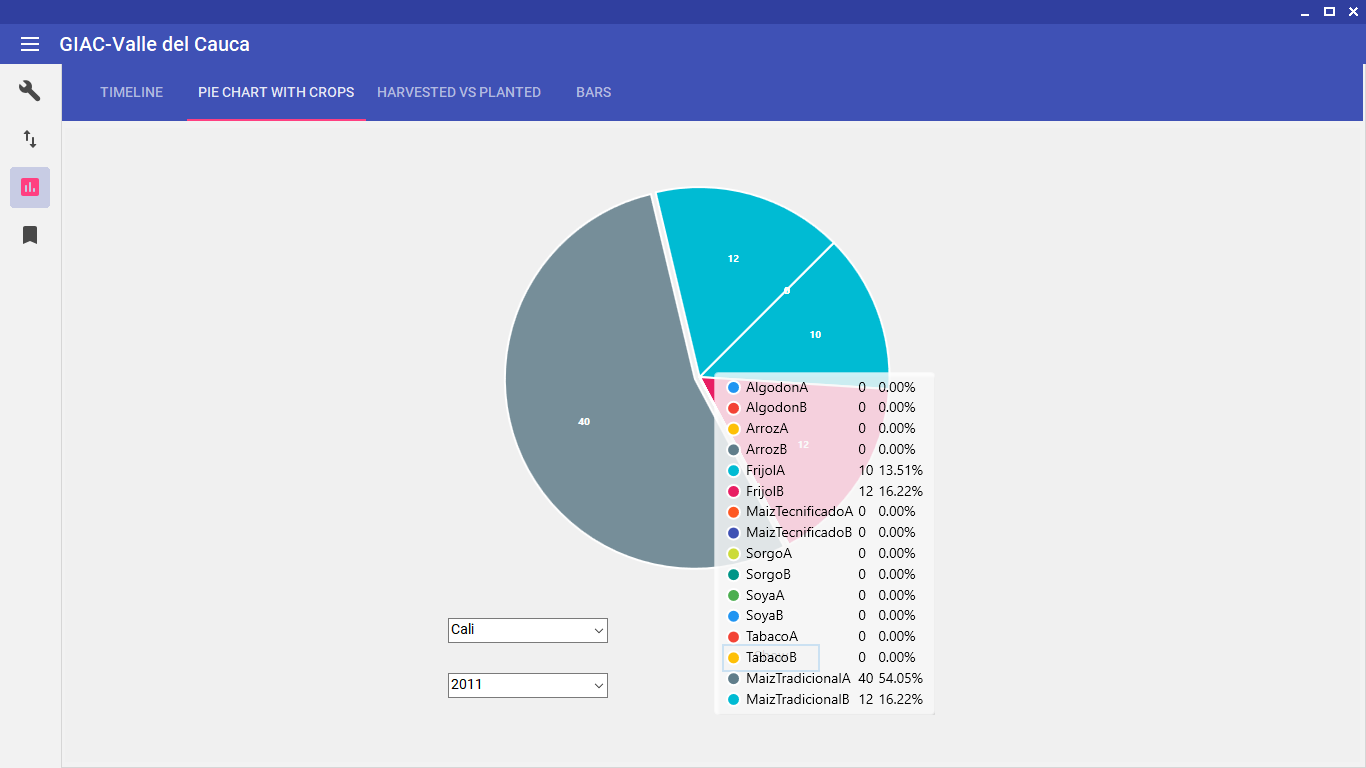 GIAC-Valle del Cauca
TIMELINE PIE CHART WITH CROPS HARVESTED VS PLANTED BARS
12
0
10
40
12
AlgodonA 0 0.00%
AlgodonB 0 0.00%
ArrozA 0 0.00%
ArrozB 0 0.00%
FrijolA 10 13.51%
FrijolB 12 16.22%
MaizTecnificadoA 0 0.00%
MaizTecnificadoB 0 0.00%
SorgoA 0 0.00%
SorgoB 0 0.00%
SoyaA 0 0.00%
SoyaB 0 0.00%
TabacoA 0 0.00%
TabacoB 0 0.00%
MaizTradicionalA 40 54.05%
MaizTradicionalB 12 16.22%
Cali
2011